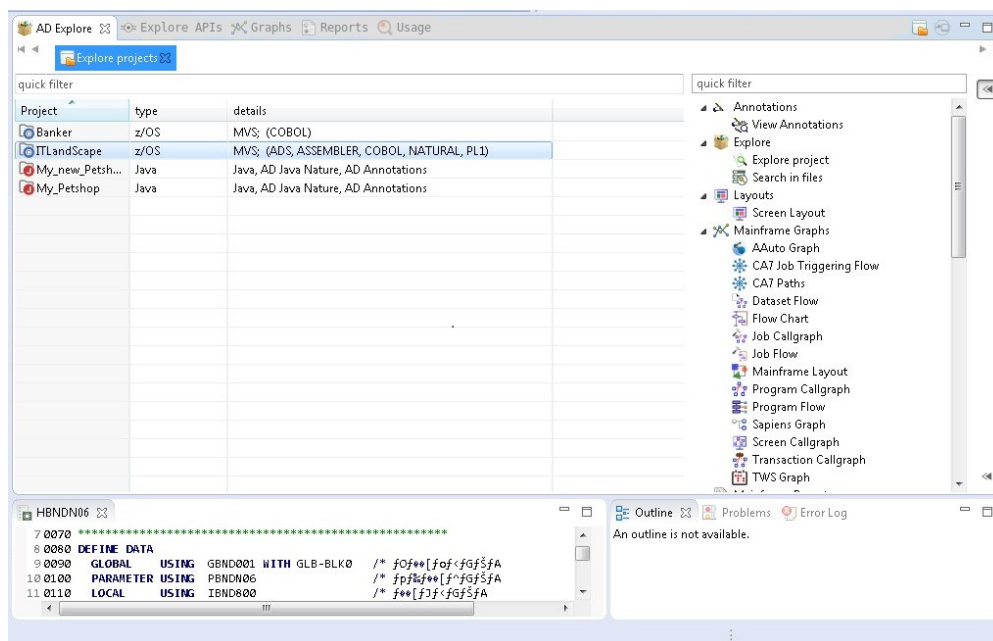 AD Explore Explore APIs Graphs Reports Usage
Explore projects
quick filter
Project type details
Banker z/OS MVS; (COBOL)
ITLandScape z/OS MVS; (ADS, ASSEMBLER, COBOL, NATURAL, PL1)
My_new_Petsh... Java Java, AD Java Nature, AD Annotations
My_Petshop Java Java, AD Java Nature, AD Annotations
quick filter
Annotations
View Annotations
Explore
Explore project
Search in files
Layouts
Screen Layout
Mainframe Graphs
AAuto Graph
CA7 Job Triggering Flow
CA7 Paths
Dataset Flow
Flow Chart
Job Callgraph
Job Flow
Mainframe Layout
Program Callgraph
Program Flow
Sapiens Graph
Screen Callgraph
Transaction Callgraph
TWS Graph
HBNDN06
7 0070 ******************************************************
8 0080 DEFINE DATA
9 0090 GLOBAL USING GBND001 WITH GLB-BLK0 /*
10 0100 PARAMETER USING PBNDN06 /*
11 0110 LOCAL USING IBND800 /*
Outline Problems Error Log
An outline is not available.